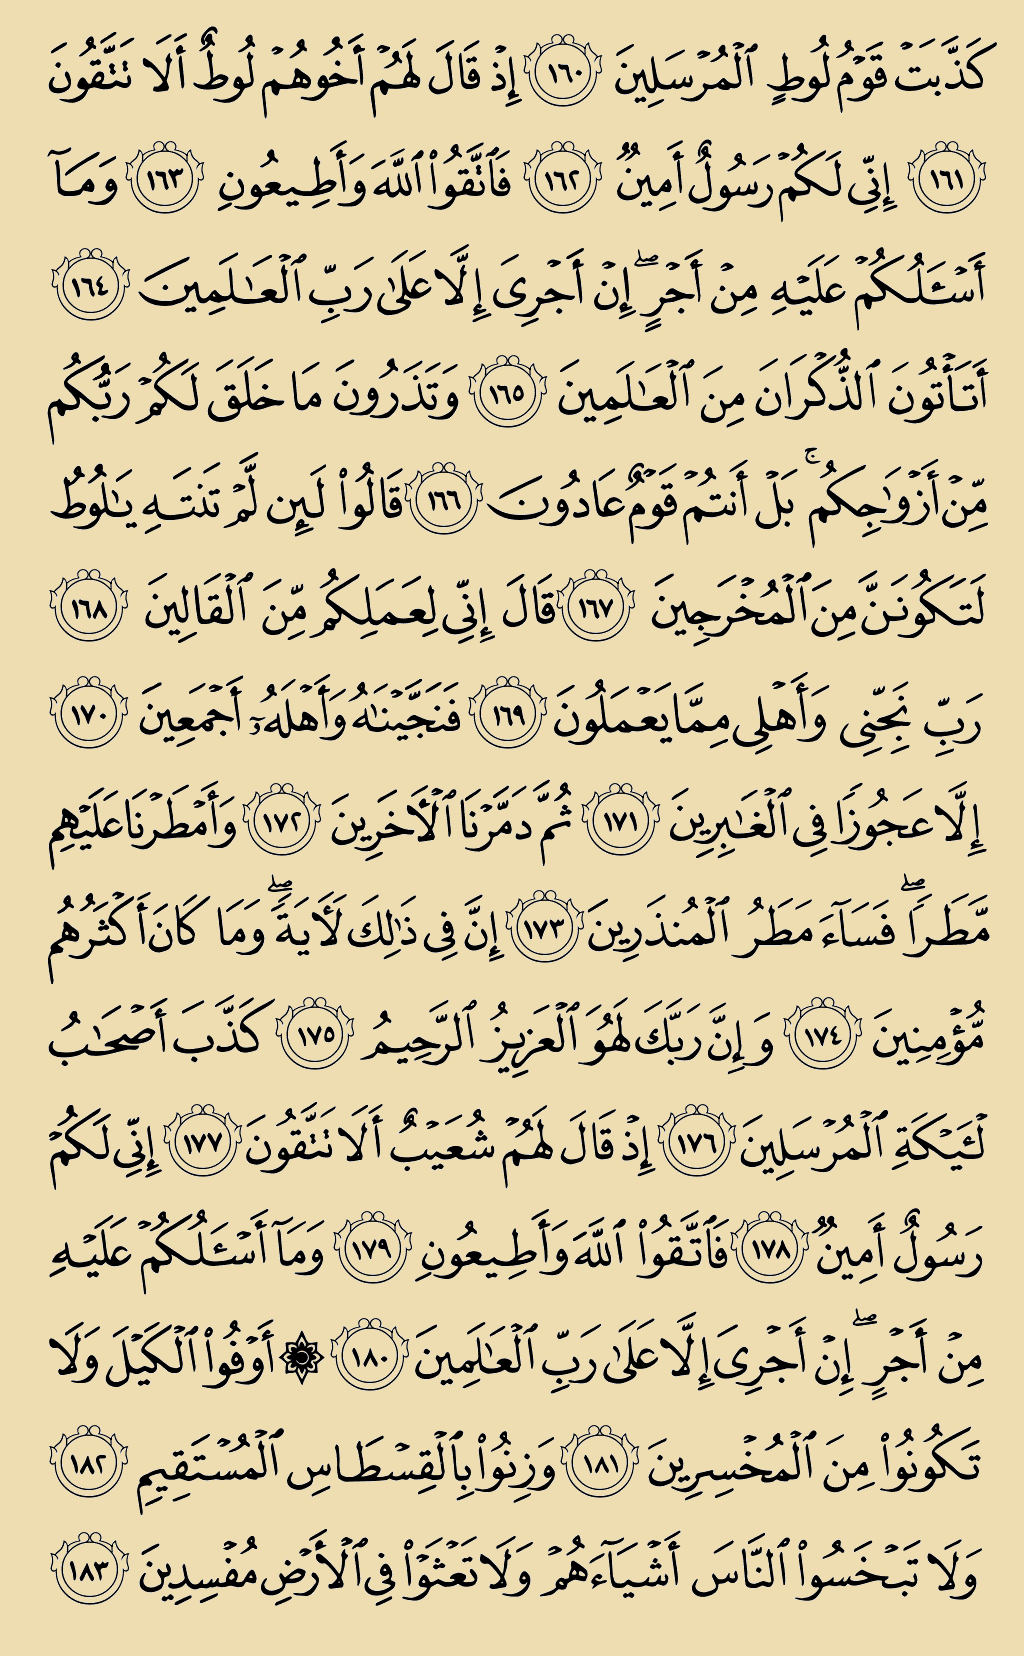 كَذَّبَتۡ قَوۡمُ لُوطٍ ٱلۡمُرۡسَلِينَ ١٦٠ إِذۡ قَالَ لَهُمۡ أَخُوهُمۡ لُوطٌ أَلَا تَتَّقُونَ
١٦١ إِنِّي لَكُمۡ رَسُولٌ أَمِينٞ ١٦٢ فَٱتَّقُواْ ٱللَّهَ وَأَطِيعُونِ ١٦٣ وَمَآ
أَسۡـَٔلُكُمۡ عَلَيۡهِ مِنۡ أَجۡرٍۖ إِنۡ أَجۡرِيَ إِلَّا عَلَىٰ رَبِّ ٱلۡعَٰلَمِينَ ١٦٤
أَتَأۡتُونَ ٱلذُّكۡرَانَ مِنَ ٱلۡعَٰلَمِينَ ١٦٥ وَتَذَرُونَ مَا خَلَقَ لَكُمۡ رَبُّكُم
مِّنۡ أَزۡوَٰجِكُمۚ بَلۡ أَنتُمۡ قَوۡمٌ عَادُونَ ١٦٦ قَالُواْ لَئِن لَّمۡ تَنتَهِ يَٰلُوطُ
لَتَكُونَنَّ مِنَ ٱلۡمُخۡرَجِينَ ١٦٧ قَالَ إِنِّي لِعَمَلِكُم مِّنَ ٱلۡقَالِينَ ١٦٨
رَبِّ نَجِّنِي وَأَهۡلِي مِمَّا يَعۡمَلُونَ ١٦٩ فَنَجَّيۡنَٰهُ وَأَهۡلَهُۥٓ أَجۡمَعِينَ ١٧٠
إِلَّا عَجُوزٗا فِي ٱلۡغَٰبِرِينَ ١٧١ ثُمَّ دَمَّرۡنَا ٱلۡأٓخَرِينَ ١٧٢ وَأَمۡطَرۡنَا عَلَيۡهِم
مَّطَرٗاۖ فَسَآءَ مَطَرُ ٱلۡمُنذَرِينَ ١٧٣ إِنَّ فِي ذَٰلِكَ لَأٓيَةٗۖ وَمَا كَانَ أَكۡثَرُهُم
مُّؤۡمِنِينَ ١٧٤ وَإِنَّ رَبَّكَ لَهُوَ ٱلۡعَزِيزُ ٱلرَّحِيمُ ١٧٥ كَذَّبَ أَصۡحَٰبُ
لۡـَٔيۡكَةِ ٱلۡمُرۡسَلِينَ ١٧٦ إِذۡ قَالَ لَهُمۡ شُعَيۡبٌ أَلَا تَتَّقُونَ ١٧٧ إِنِّي لَكُمۡ
رَسُولٌ أَمِينٞ ١٧٨ فَٱتَّقُواْ ٱللَّهَ وَأَطِيعُونِ ١٧٩ وَمَآ أَسۡـَٔلُكُمۡ عَلَيۡهِ
مِنۡ أَجۡرٍۖ إِنۡ أَجۡرِيَ إِلَّا عَلَىٰ رَبِّ ٱلۡعَٰلَمِينَ ١٨٠ ۞ أَوۡفُواْ ٱلۡكَيۡلَ وَلَا
تَكُونُواْ مِنَ ٱلۡمُخۡسِرِينَ ١٨١ وَزِنُواْ بِٱلۡقِسۡطَاسِ ٱلۡمُسۡتَقِيمِ ١٨٢
وَلَا تَبۡخَسُواْ ٱلنَّاسَ أَشۡيَآءَهُمۡ وَلَا تَعۡثَوۡاْ فِي ٱلۡأَرۡضِ مُفۡسِدِينَ ١٨٣